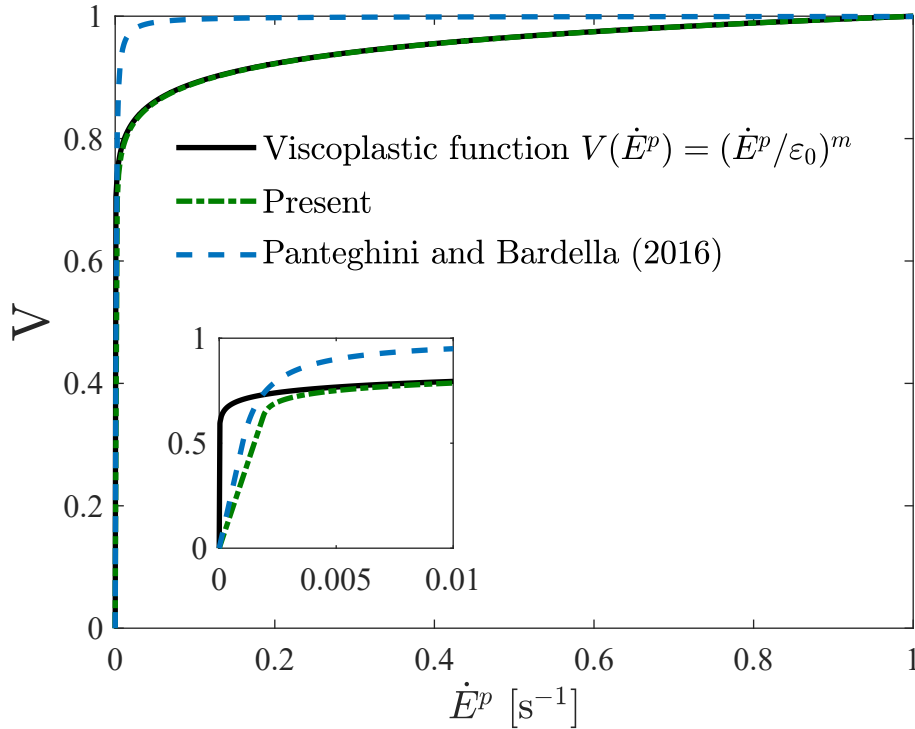 1
0.8
0.6
0.4
0.2
0
V
Viscoplastic function V(Ė^p) = (Ė^p/ε₀)^m
Present
Panteghini and Bardella (2016)
1
0.5
0
0 0.005 0.01
0 0.2 0.4 0.6 0.8 1
Ė^p [s⁻¹]